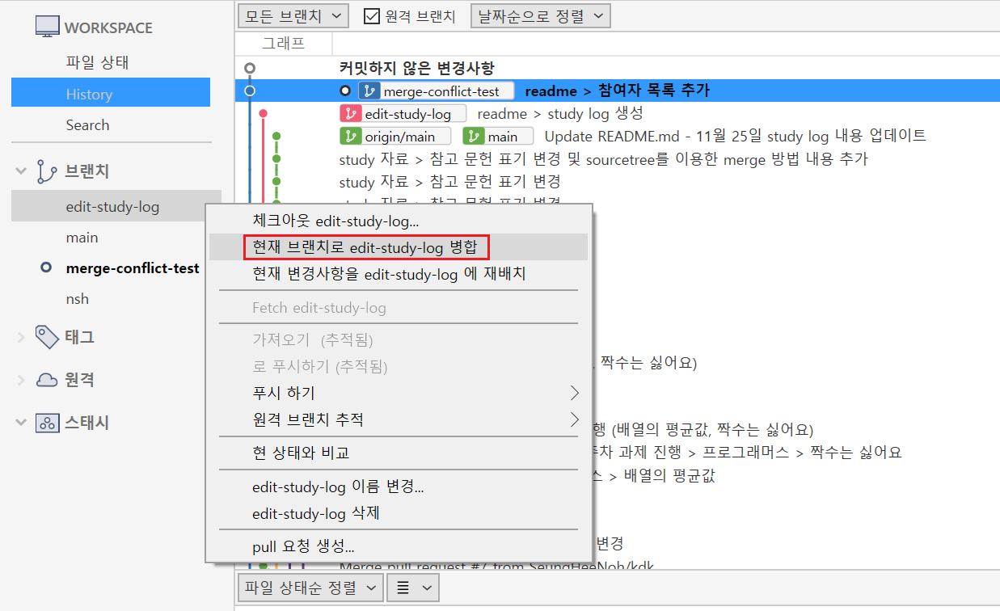 WORKSPACE
파일 상태
History
Search
브랜치
edit-study-log
main
merge-conflict-test
nsh
태그
원격
스태시
모든 브랜치
원격 브랜치
날짜순으로 정렬
그래프
커밋하지 않은 변경사항
merge-conflict-test readme > 참여자 목록 추가
edit-study-log readme > study log 생성
origin/main main Update README.md - 11월 25일 study log 내용 업데이트
study 자료 > 참고 문헌 표기 변경 및 sourcetree를 이용한 merge 방법 내용 추가
study 자료 > 참고 문헌 표기 변경
체크아웃 edit-study-log...
현재 브랜치로 edit-study-log 병합
현재 변경사항을 edit-study-log 에 재배치
Fetch edit-study-log
가져오기 (추적됨)
로 푸시하기 (추적됨)
푸시 하기
원격 브랜치 추적
현 상태와 비교
edit-study-log 이름 변경...
edit-study-log 삭제
pull 요청 생성...
, 짝수는 싫어요)
행 (배열의 평균값, 짝수는 싫어요)
주차 과제 진행 > 프로그래머스 > 짝수는 싫어요
스 > 배열의 평균값
변경
Merge pull request #7 from SeungHeeNoh/kdk
파일 상태순 정렬